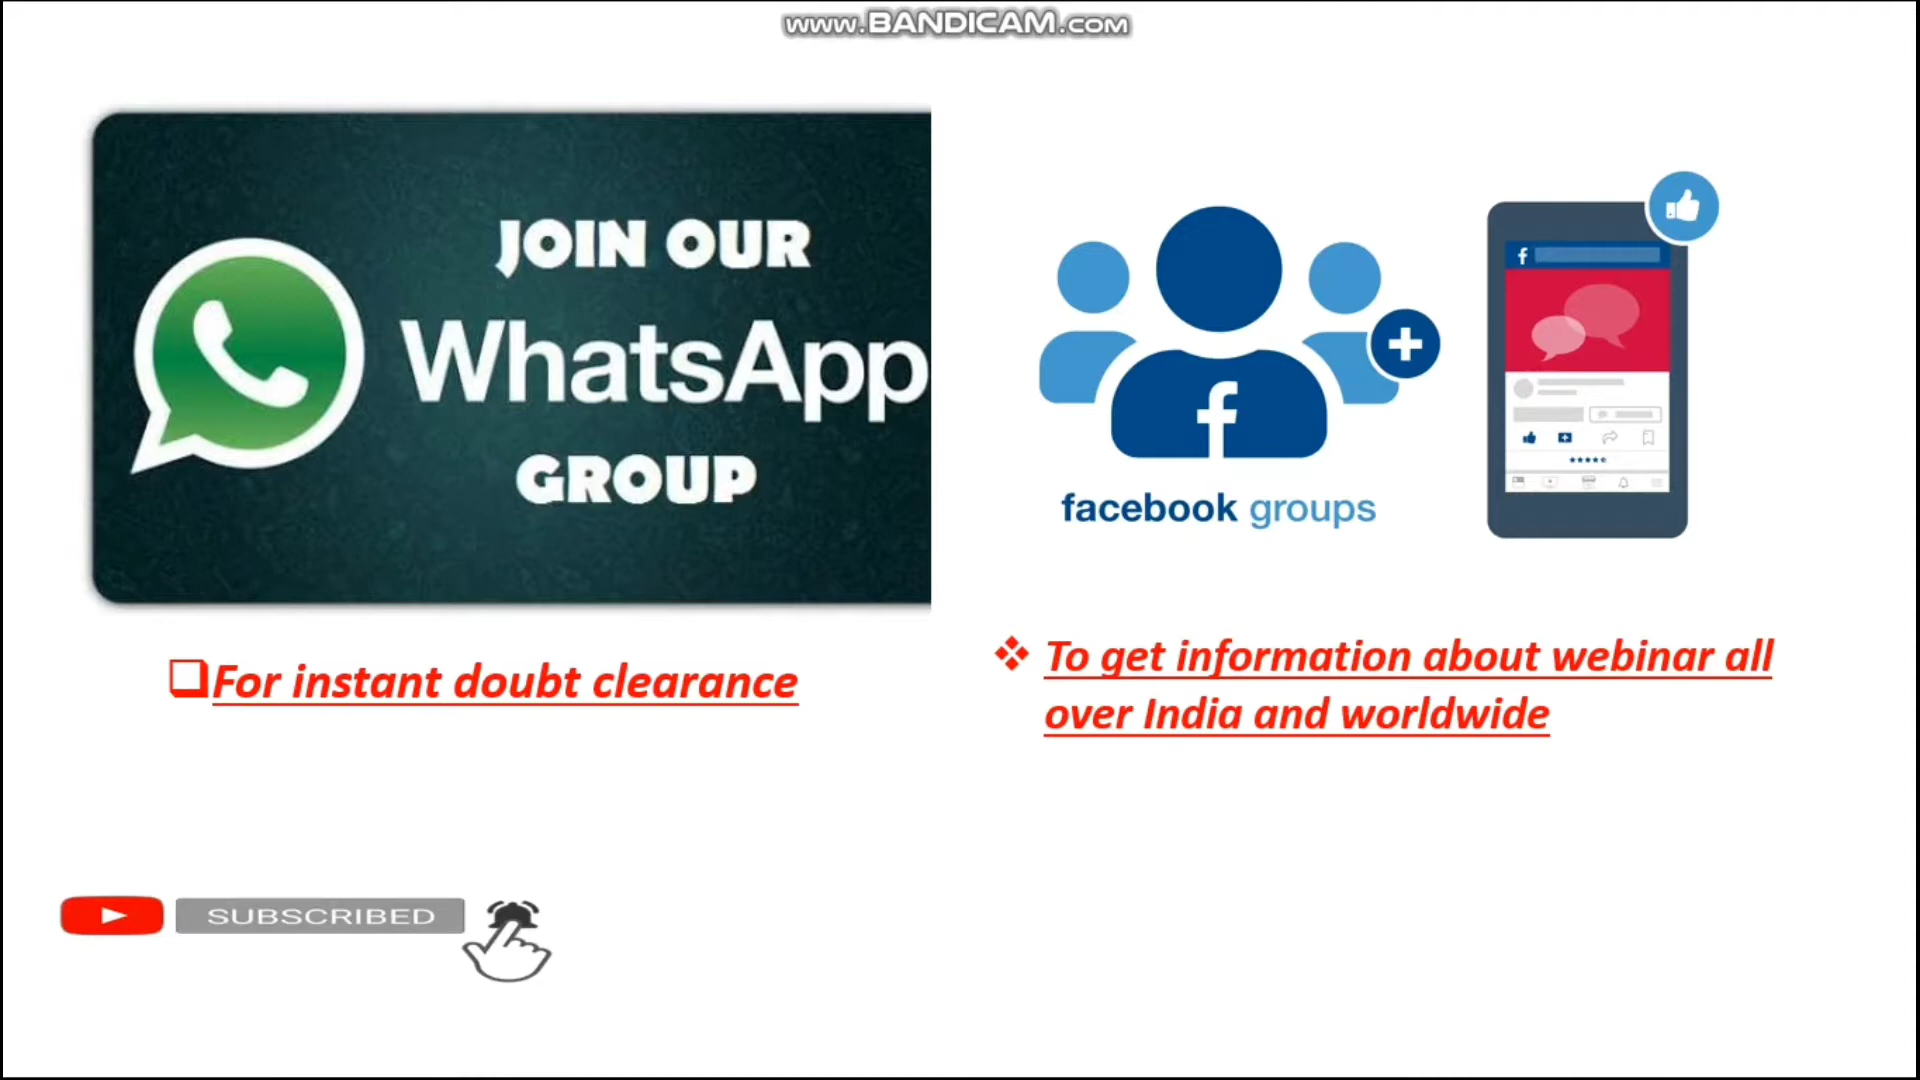 www.BANDICAM.com
JOIN OUR
WhatsApp
GROUP
facebook groups
For instant doubt clearance
To get information about webinar all
over India and worldwide
SUBSCRIBED